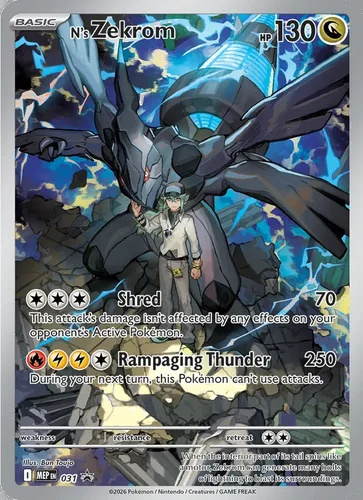 BASIC
N's Zekrom
HP 130
Shred 70
This attack's damage isn't affected by any effects on your
opponent's Active Pokémon.
Rampaging Thunder 250
During your next turn, this Pokémon can't use attacks.
weakness resistance retreat
Illus. Bun Toujo
I MEP EN 031
When the interior part of its tail spins like
a motor, Zekrom can generate many bolts
of lightning to blast its surroundings.
©2026 Pokémon / Nintendo / Creatures / GAME FREAK